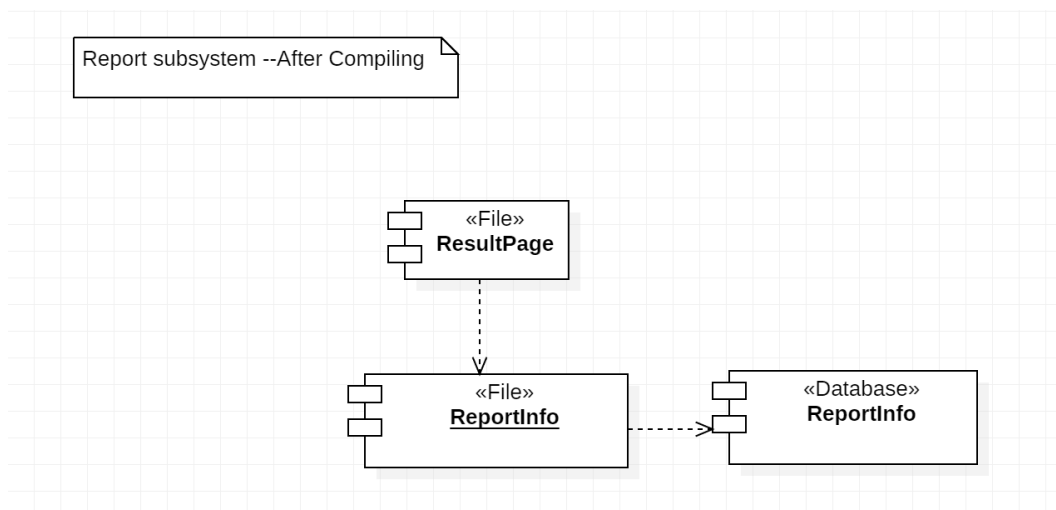 Report subsystem --After Compiling
«File»
ResultPage
«File»
ReportInfo
«Database»
ReportInfo